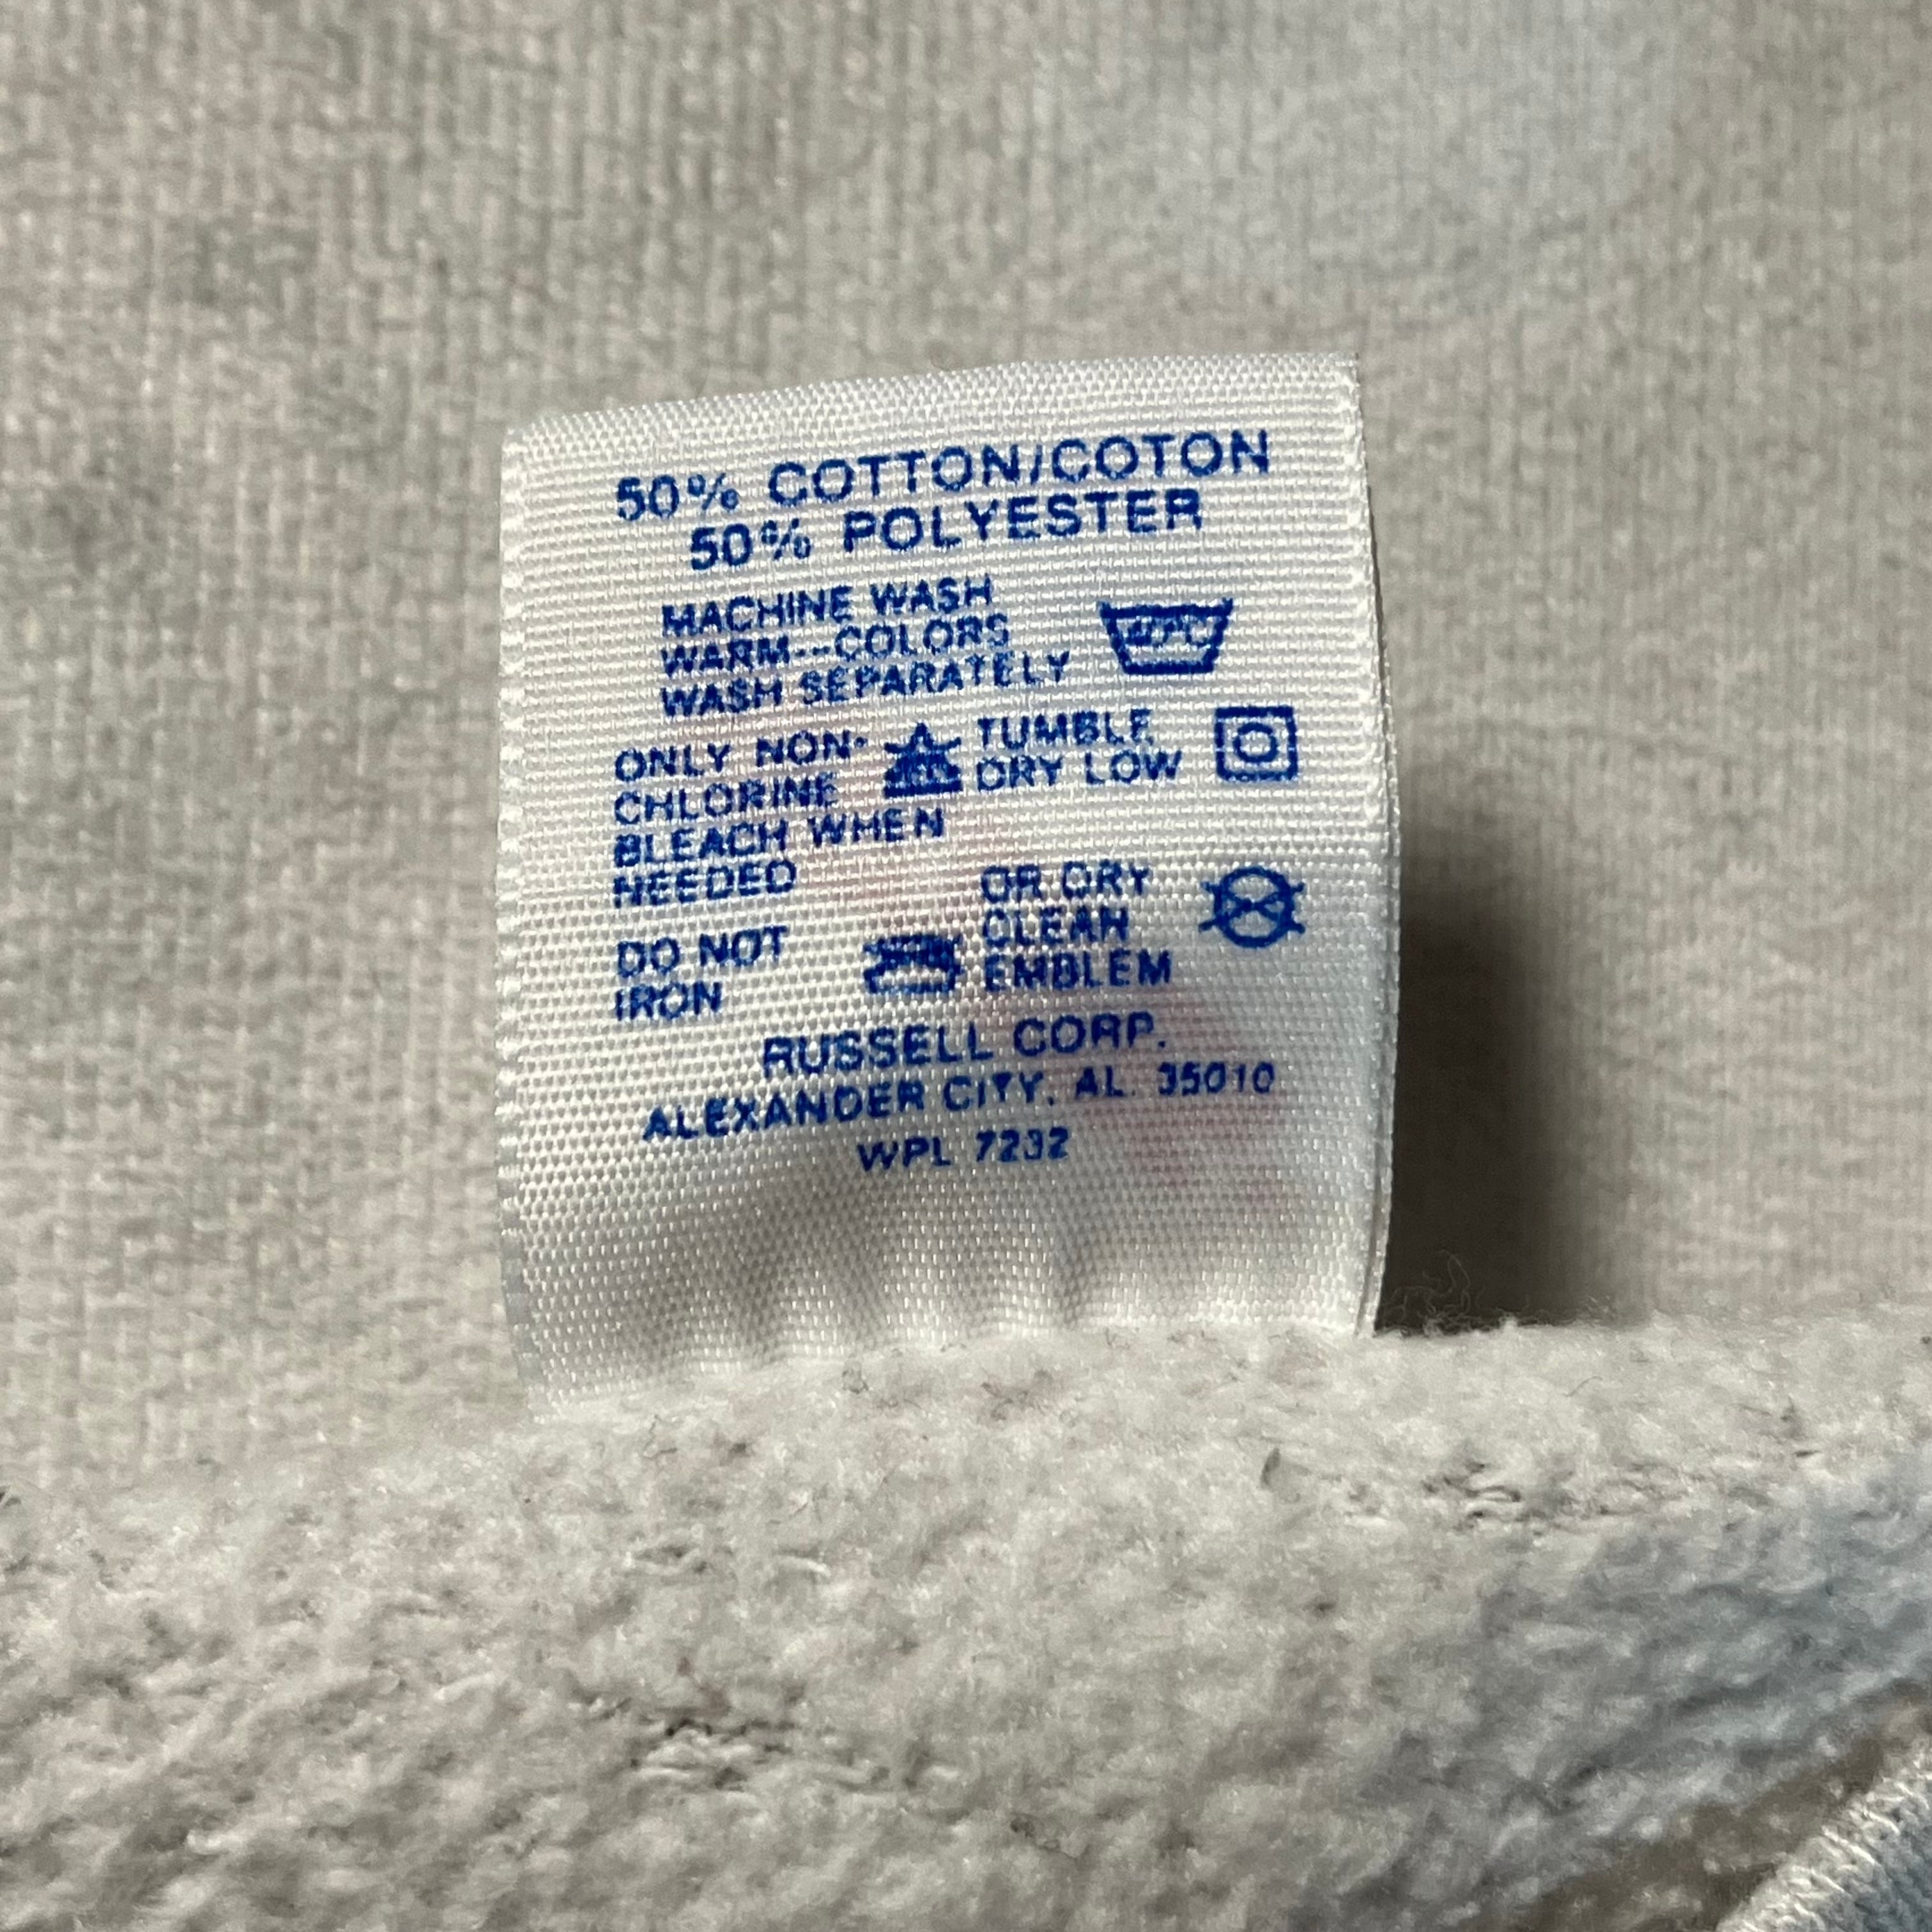 50% COTTON/COTON
50% POLYESTER
MACHINE WASH
WARM--COLORS
WASH SEPARATELY
40°C
ONLY NON-
CHLORINE
BLEACH WHEN
NEEDED
TUMBLE
DRY LOW
DO NOT
IRON
OR DRY
CLEAN
EMBLEM
RUSSELL CORP.
ALEXANDER CITY, AL. 35010
WPL 7232